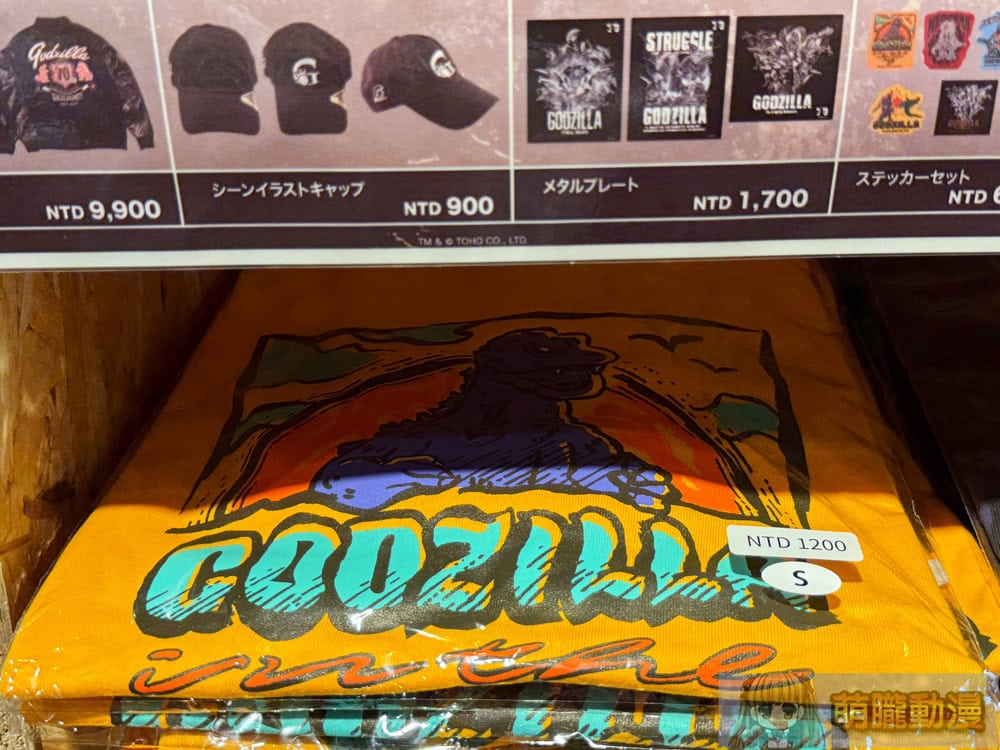 Godzilla
70
シーンイラストキャップ
メタルプレート
ステッカーセット
NTD 9,900
NTD 900
NTD 1,700
NTD
GODZILLA
STRUGGLE
GODZILLA
GODZILLA
TM & © TOHO CO., LTD.
GODZILLA
in the
NTD 1200
S
萌朧動漫